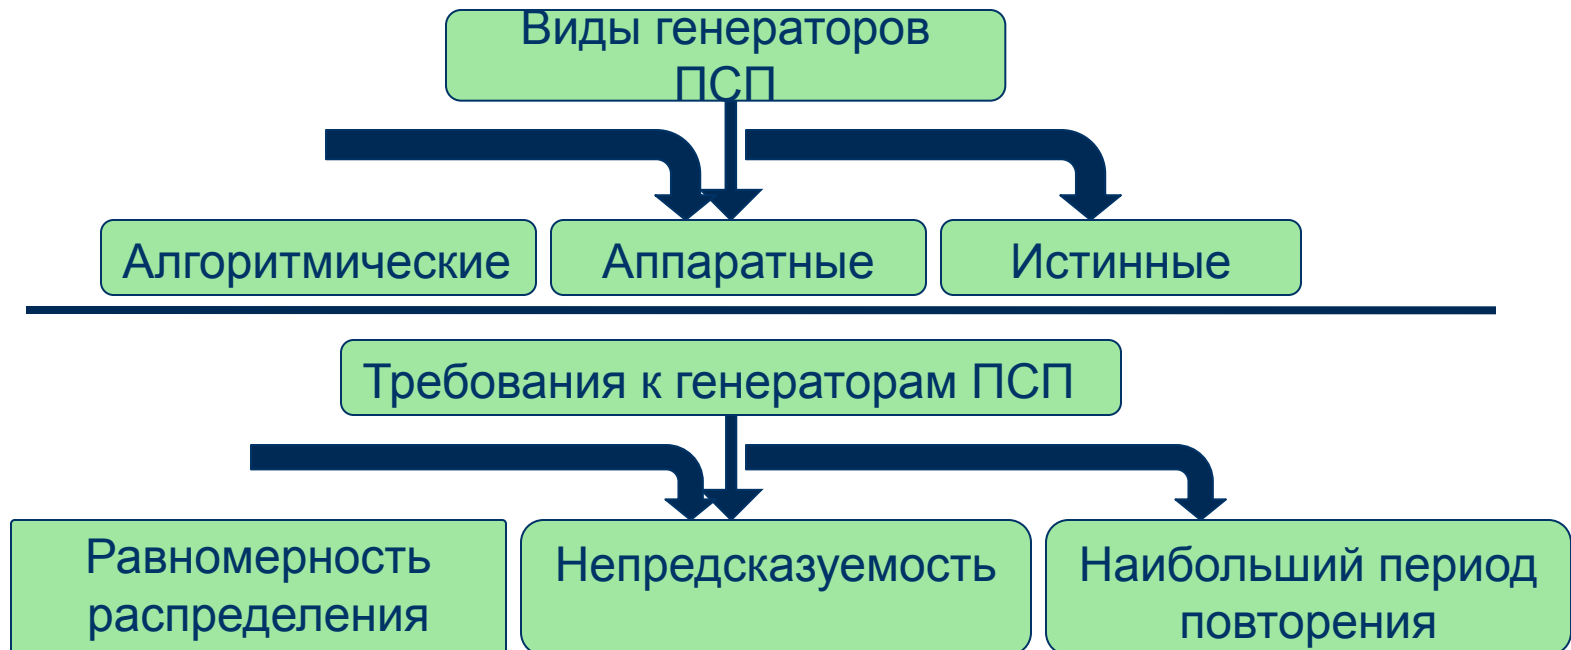 Виды генераторов
ПСП
Алгоритмические
Аппаратные
Истинные
Требования к генераторам ПСП
Равномерность
распределения
Непредсказуемость
Наибольший период
повторения